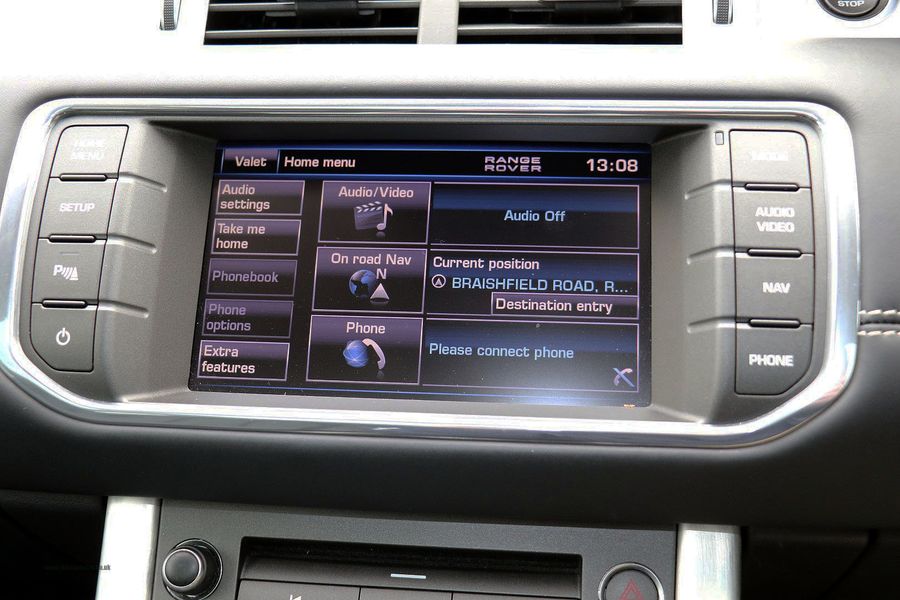 STOP
HOME
MENU
SETUP
P
Valet
Home menu
RANGE
ROVER
13:08
Audio
settings
Take me
home
Phonebook
Phone
options
Extra
features
Audio/Video
Audio Off
On road Nav
N
Current position
BRAISHFIELD ROAD, R...
Destination entry
Phone
Please connect phone
MODE
AUDIO
VIDEO
NAV
PHONE